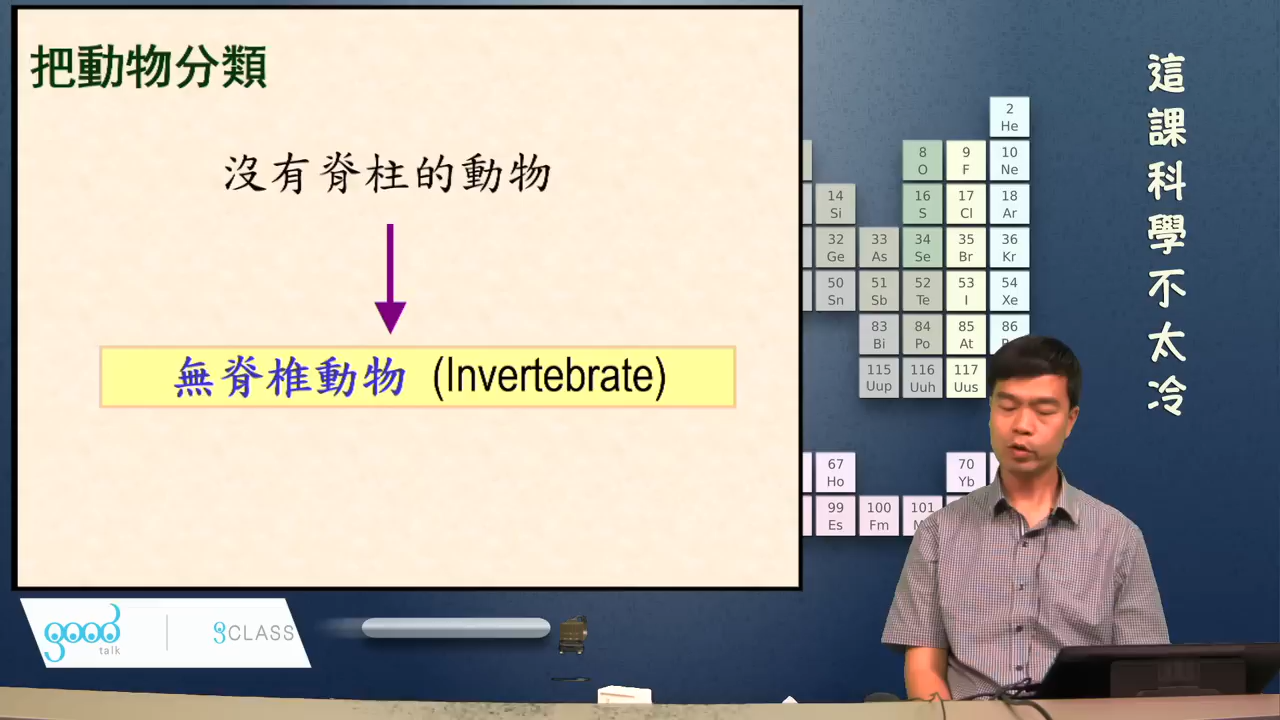 把動物分類
沒有脊柱的動物
無脊椎動物 (Invertebrate)
這課科學不太冷
2
He
8
O
9
F
10
Ne
14
Si
16
S
17
Cl
18
Ar
32
Ge
33
As
34
Se
35
Br
36
Kr
50
Sn
51
Sb
52
Te
53
I
54
Xe
83
Bi
84
Po
85
At
86
115
Uup
116
Uuh
117
Uus
67
Ho
70
Yb
99
Es
100
Fm
101
good
talk
CLASS